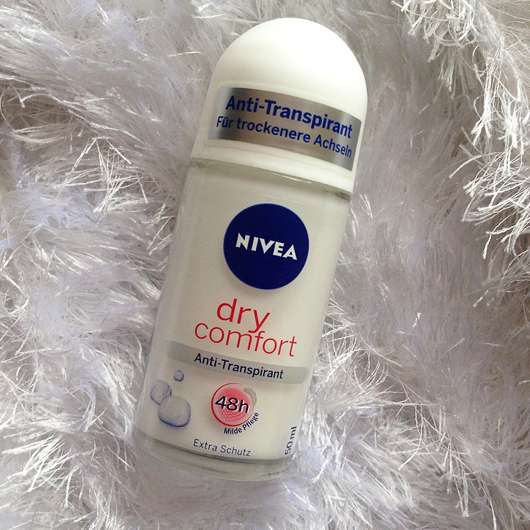 Anti-Transpirant
Für trockenere Achseln
NIVEA
dry
comfort
Anti-Transpirant
48h
Milde Pflege
Extra Schutz
50 ml